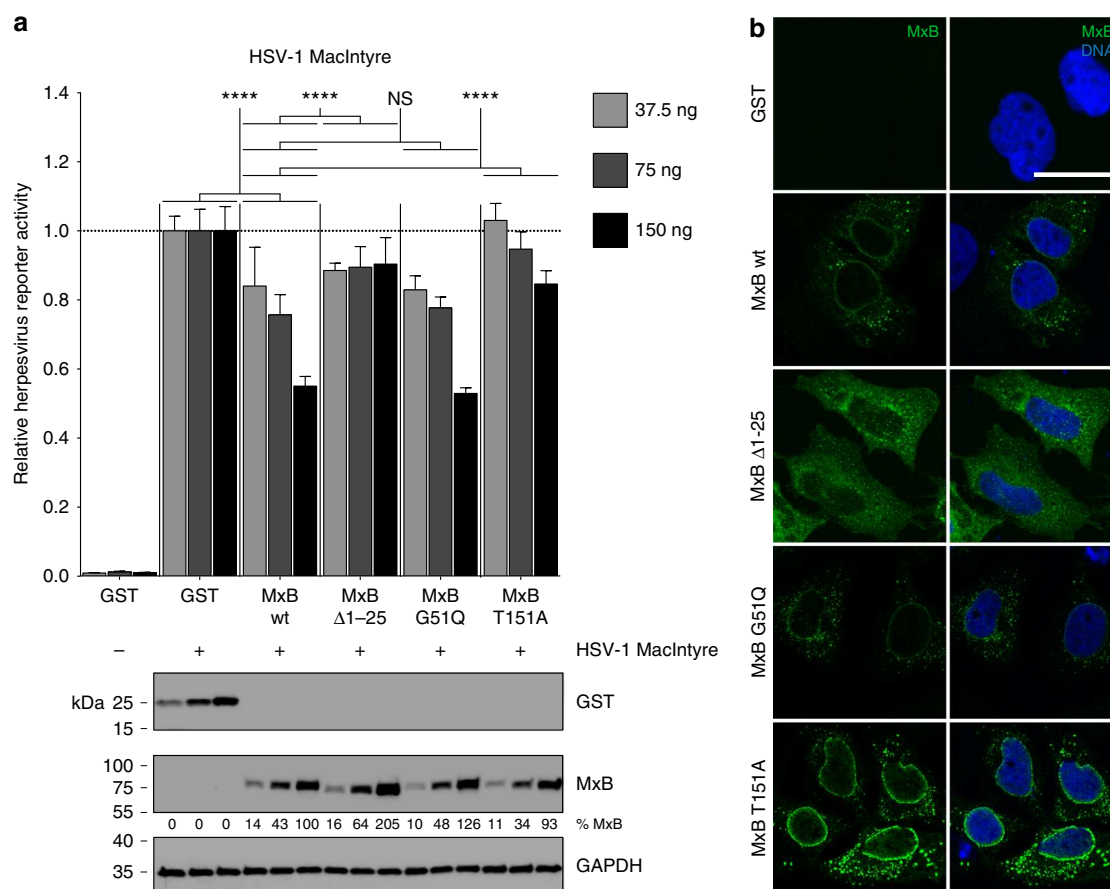 a
HSV-1 MacIntyre
**** **** NS ****
37.5 ng
75 ng
150 ng
Relative herpesvirus reporter activity
1.4
1.2
1.0
0.8
0.6
0.4
0.2
0.0
GST GST MxB wt MxB Δ1–25 MxB G51Q MxB T151A
– + + + + + HSV-1 MacIntyre
kDa 25
15
GST
100
75
55
MxB
0 0 0 14 43 100 16 64 205 10 48 126 11 34 93 % MxB
40
35
GAPDH
b
MxB
MxB
DNA
GST
MxB wt
MxB Δ1-25
MxB G51Q
MxB T151A